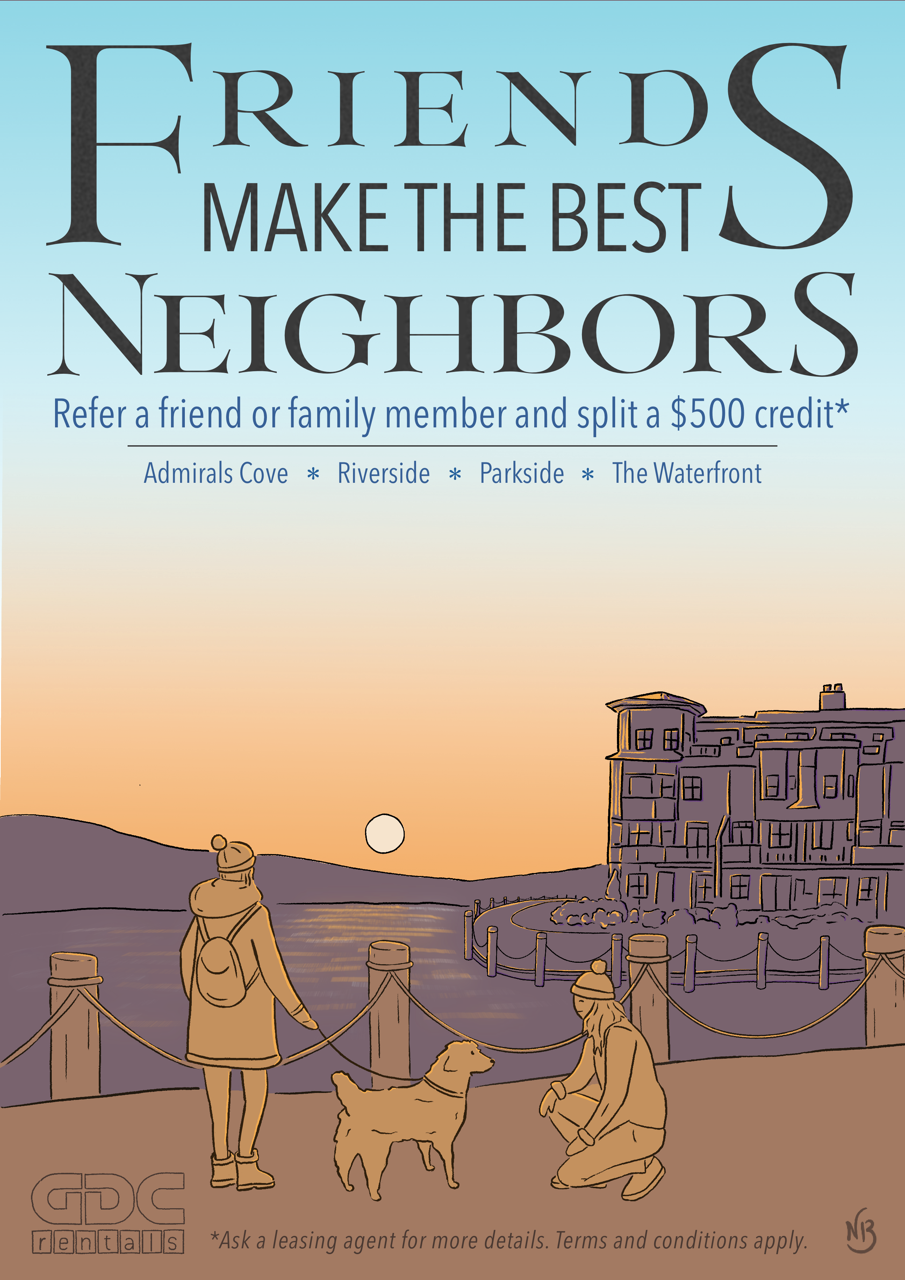 FRIENDS
MAKE THE BEST
NEIGHBORS
Refer a friend or family member and split a $500 credit*
Admirals Cove * Riverside * Parkside * The Waterfront
GDC
rentals
*Ask a leasing agent for more details. Terms and conditions apply.
NB